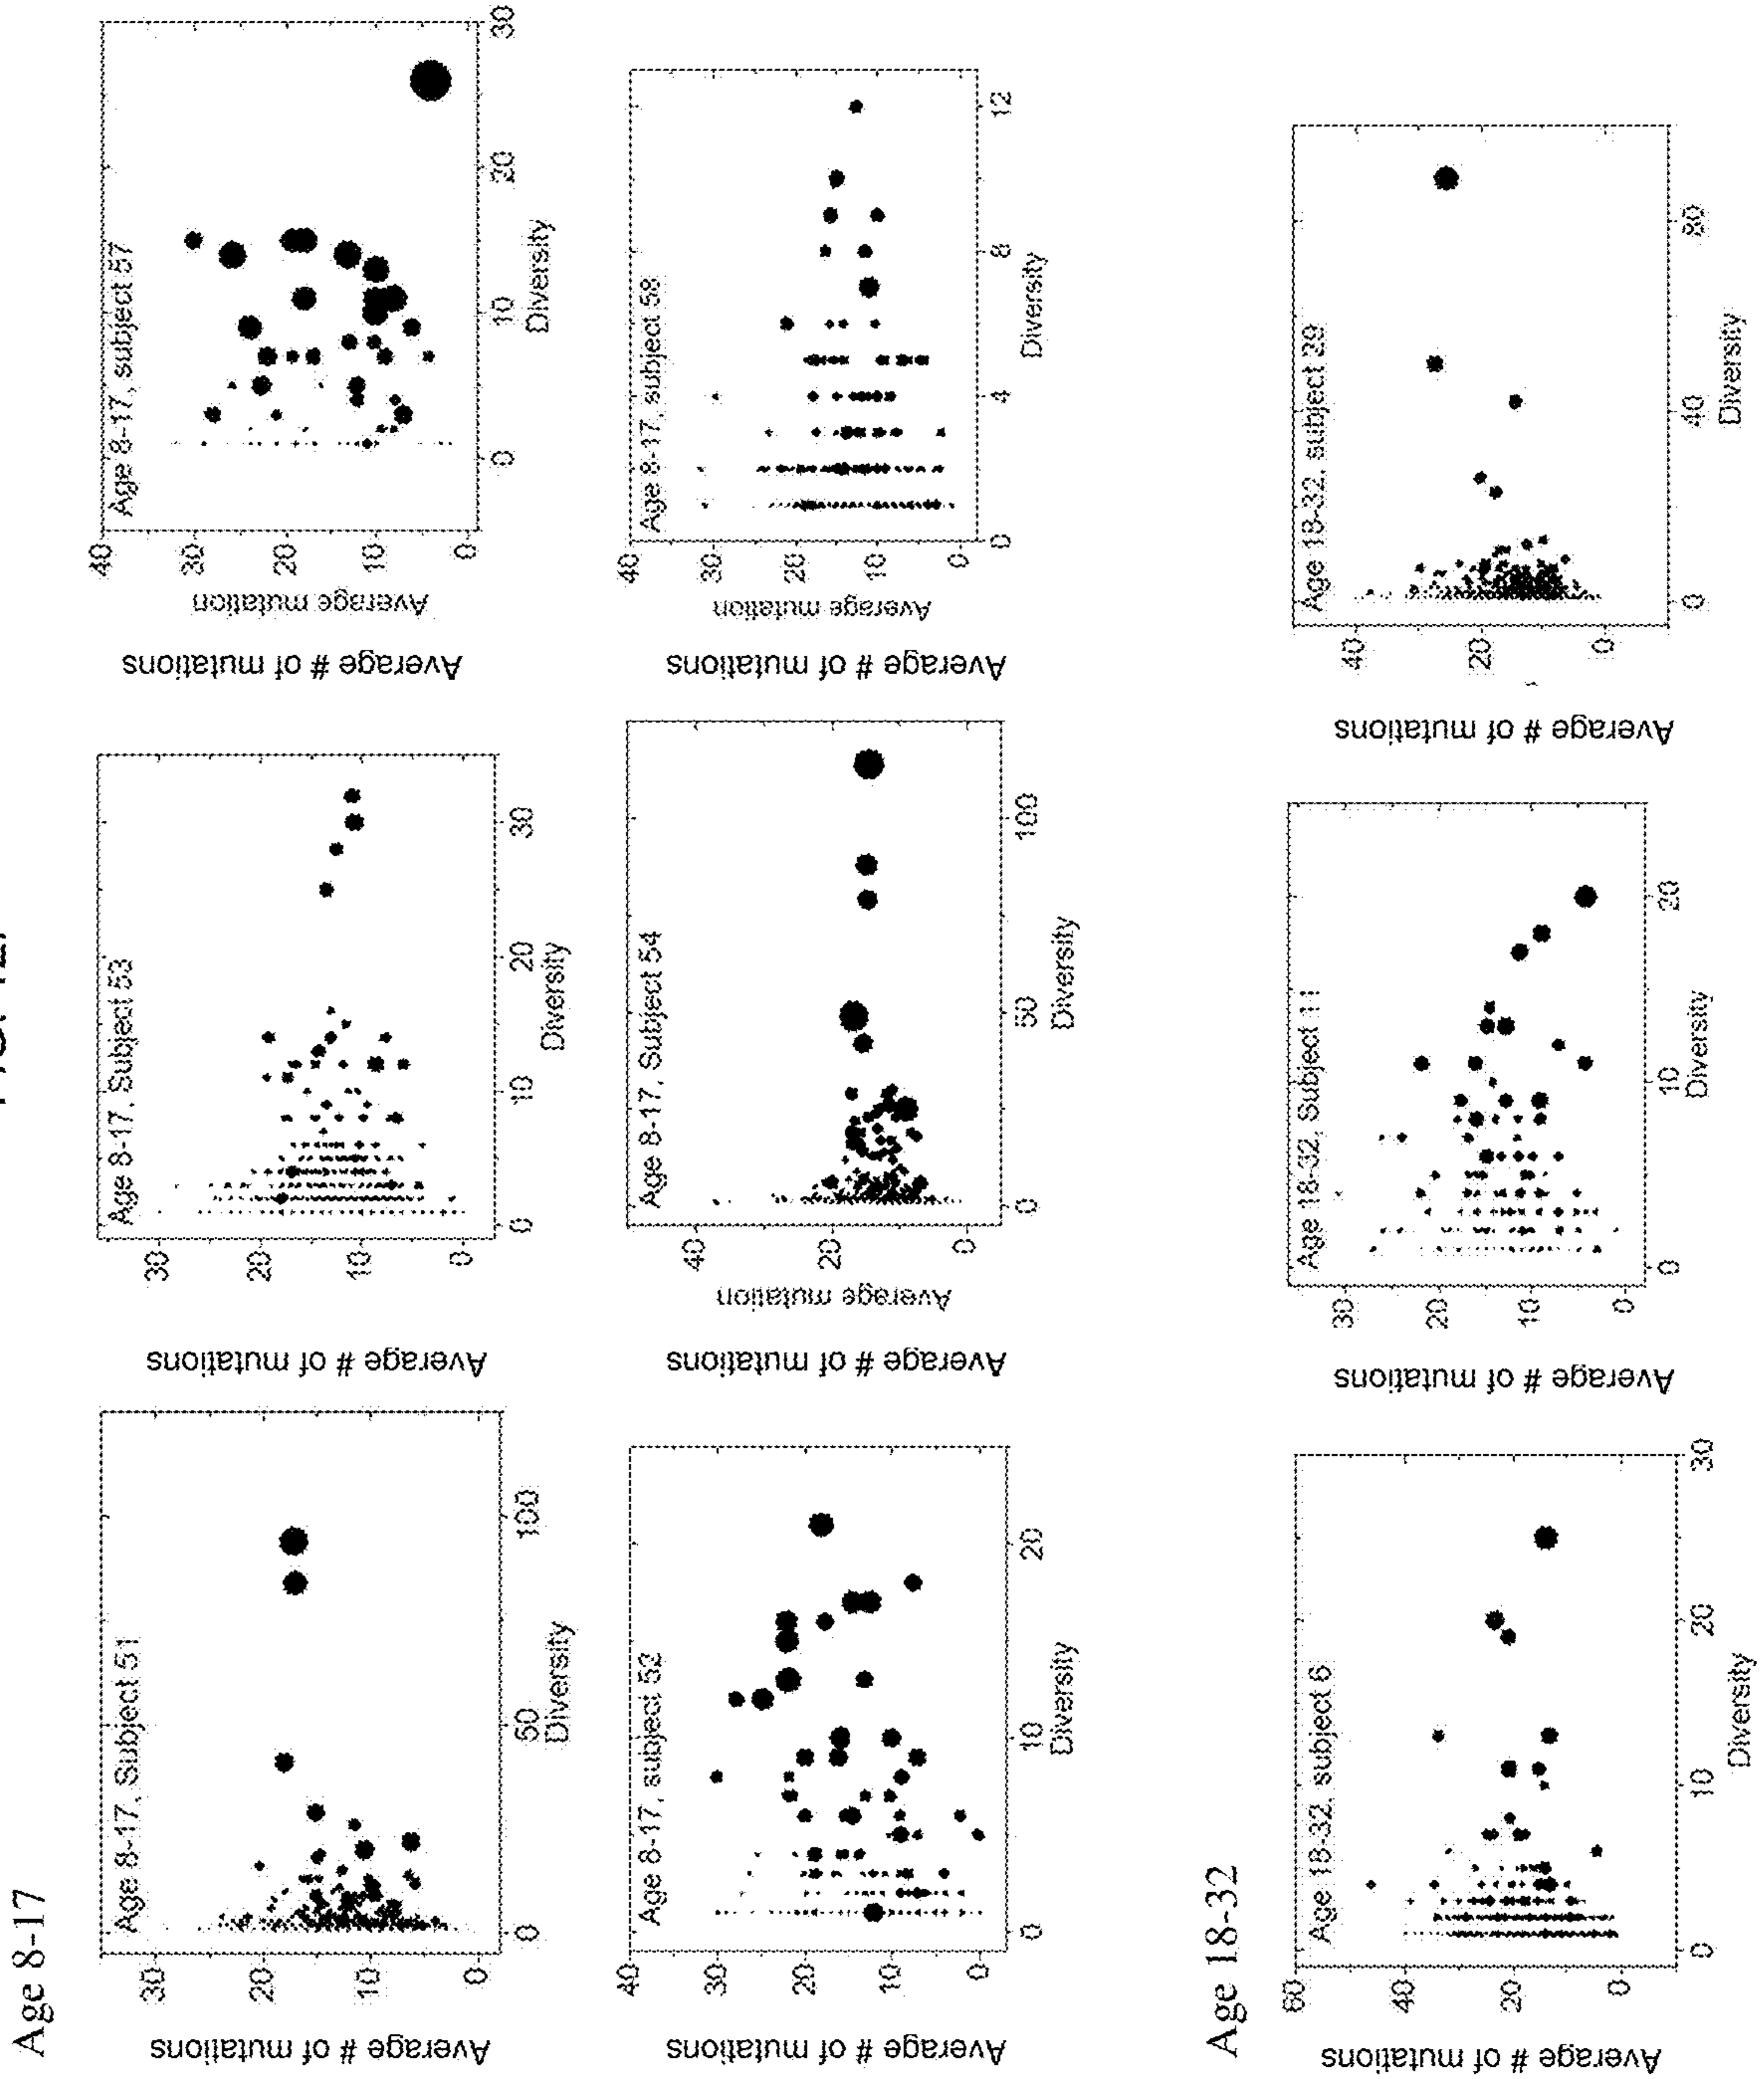 Age 8-17
Age 8-17, Subject 51
Average # of mutations
30
20
10
0
0
50
100
Diversity
Age 8-17, Subject 53
Average # of mutations
30
20
10
0
0
10
20
30
Diversity
Age 8-17, subject 57
Average # of mutations
Average mutation
40
30
20
10
0
0
10
20
30
Diversity
Age 8-17, subject 52
Average # of mutations
40
30
20
10
0
0
10
20
Diversity
Age 8-17, Subject 54
Average # of mutations
Average mutation
40
20
0
0
50
100
Diversity
Age 8-17, subject 58
Average # of mutations
Average mutation
40
30
20
10
0
0
4
8
12
Diversity
Age 18-32
Age 18-32, subject 6
Average # of mutations
60
40
20
0
0
10
20
30
Diversity
Age 18-32, Subject 11
Average # of mutations
30
20
10
0
0
10
20
Diversity
Age 18-32, subject 39
Average # of mutations
40
20
0
0
40
80
Diversity